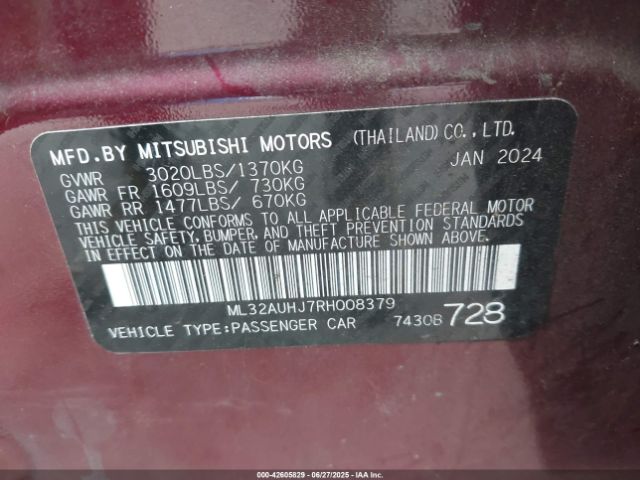 MFD.BY MITSUBISHI MOTORS (THAILAND)CO., LTD.
GVWR 3020LBS/1370KG JAN 2024
GAWR FR 1609LBS/ 730KG
GAWR RR 1477LBS/ 670KG
THIS VEHICLE CONFORMS TO ALL APPLICABLE FEDERAL MOTOR
VEHICLE SAFETY, BUMPER, AND THEFT PREVENTION STANDARDS
IN EFFECT ON THE DATE OF MANUFACTURE SHOWN ABOVE.
ML32AUHJ7RH008379
VEHICLE TYPE:PASSENGER CAR 7430B 728
000-42605829 - 06/27/2025 - IAAI.com